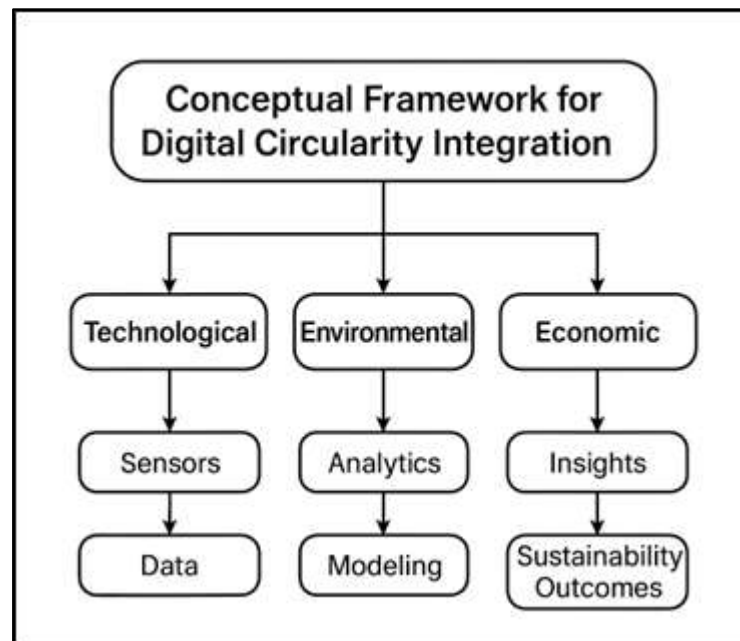 Conceptual Framework for
Digital Circularity Integration
Technological
Environmental
Economic
Sensors
Analytics
Insights
Data
Modeling
Sustainability
Outcomes